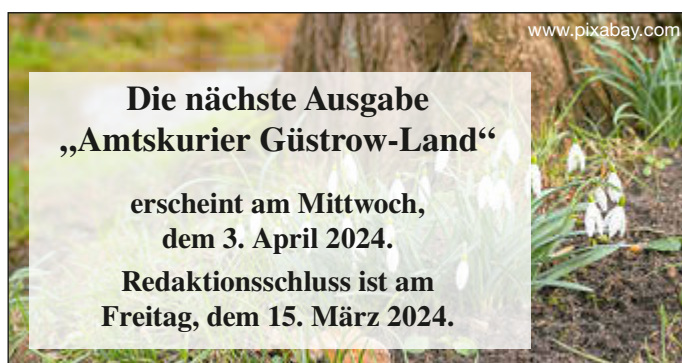 www.pixabay.com
Die nächste Ausgabe
„Amtskurier Güstrow-Land“
erscheint am Mittwoch,
dem 3. April 2024.
Redaktionsschluss ist am
Freitag, dem 15. März 2024.